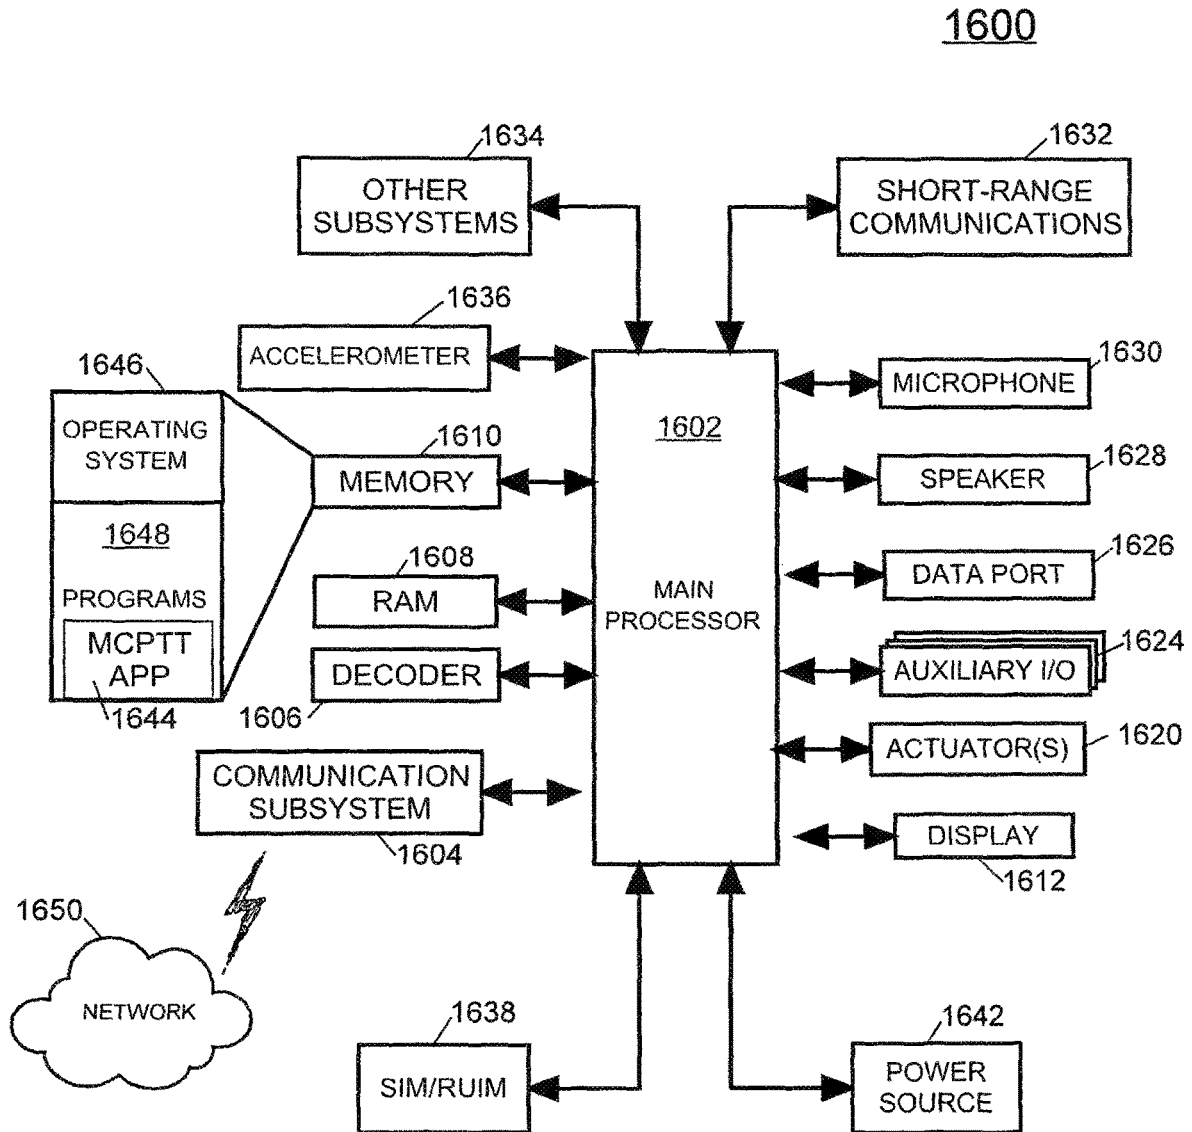 1600
1634
OTHER
SUBSYSTEMS
1632
SHORT-RANGE
COMMUNICATIONS
1636
ACCELEROMETER
1646
OPERATING
SYSTEM
1648
PROGRAMS
MCPTT
APP
1644
1610
MEMORY
1608
RAM
DECODER
1606
COMMUNICATION
SUBSYSTEM
1604
1602
MAIN
PROCESSOR
1630
MICROPHONE
1628
SPEAKER
1626
DATA PORT
1624
AUXILIARY I/O
1620
ACTUATOR(S)
DISPLAY
1612
1650
NETWORK
1638
SIM/RUIM
1642
POWER
SOURCE